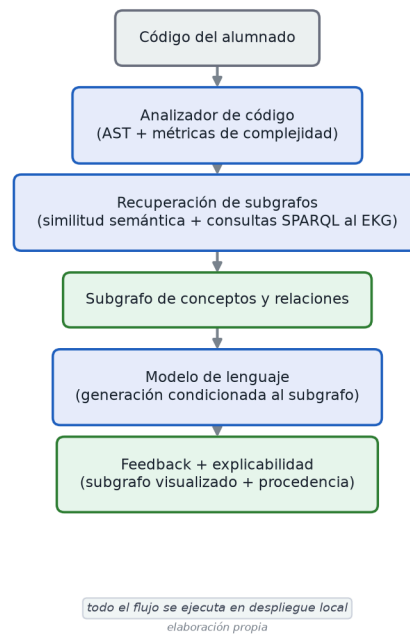 Código del alumnado
Analizador de código
(AST + métricas de complejidad)
Recuperación de subgrafos
(similitud semántica + consultas SPARQL al EKG)
Subgrafo de conceptos y relaciones
Modelo de lenguaje
(generación condicionada al subgrafo)
Feedback + explicabilidad
(subgrafo visualizado + procedencia)
todo el flujo se ejecuta en despliegue local
elaboración propia